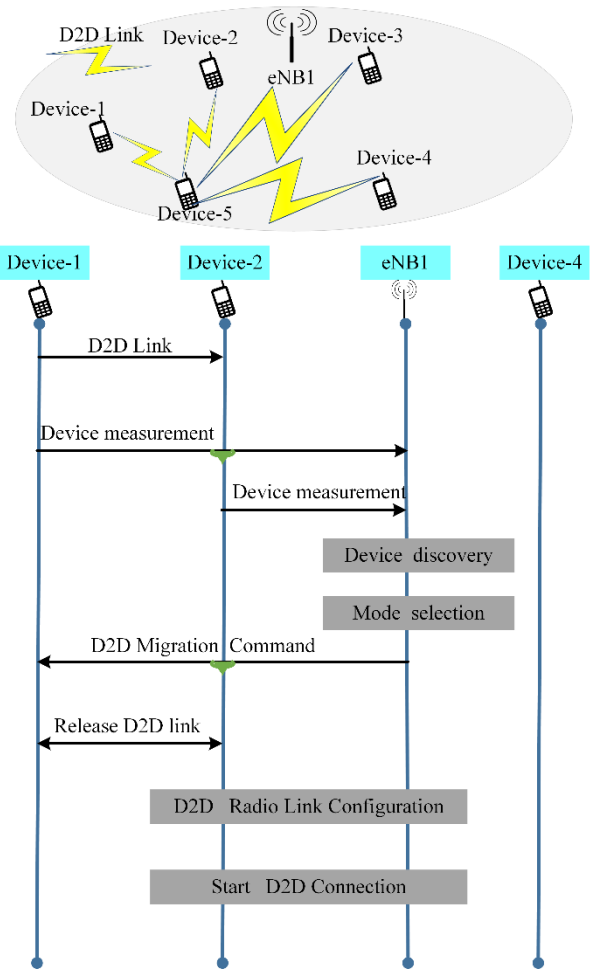 D2D Link
Device-2
Device-3
eNB1
Device-1
Device-4
Device-5
Device-1
Device-2
eNB1
Device-4
D2D Link
Device measurement
Device measurement
Device discovery
Mode selection
D2D Migration Command
Release D2D link
D2D Radio Link Configuration
Start D2D Connection